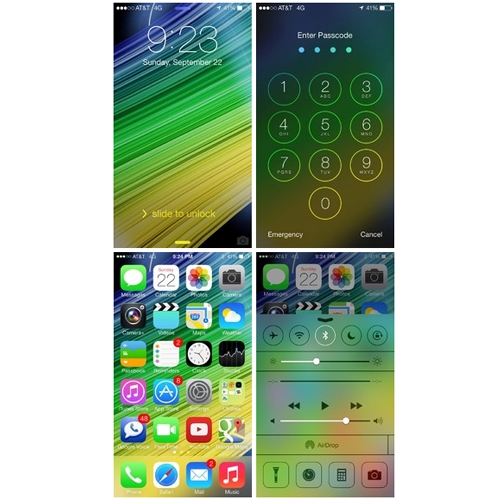 AT&T 4G 41%
9:23
Sunday, September 22
slide to unlock
AT&T 4G 41%
Enter Passcode
1 2 3
ABC DEF
4 5 6
GHI JKL MNO
7 8 9
PQRS TUV WXYZ
0
Emergency Cancel
AT&T 4G 9:24 PM 41%
Sunday
22
Messages Calendar Photos Camera
Camera+ Videos Maps Weather
2
Passbook Reminders Clock Stocks
8
iTunes Store App Store Settings
48
Google Voice YouTube
2
Phone Safari Mail Music
AT&T 4G 9:24 PM 41%
Sunday
22
Messages Calendar Photos Camera
AirDrop